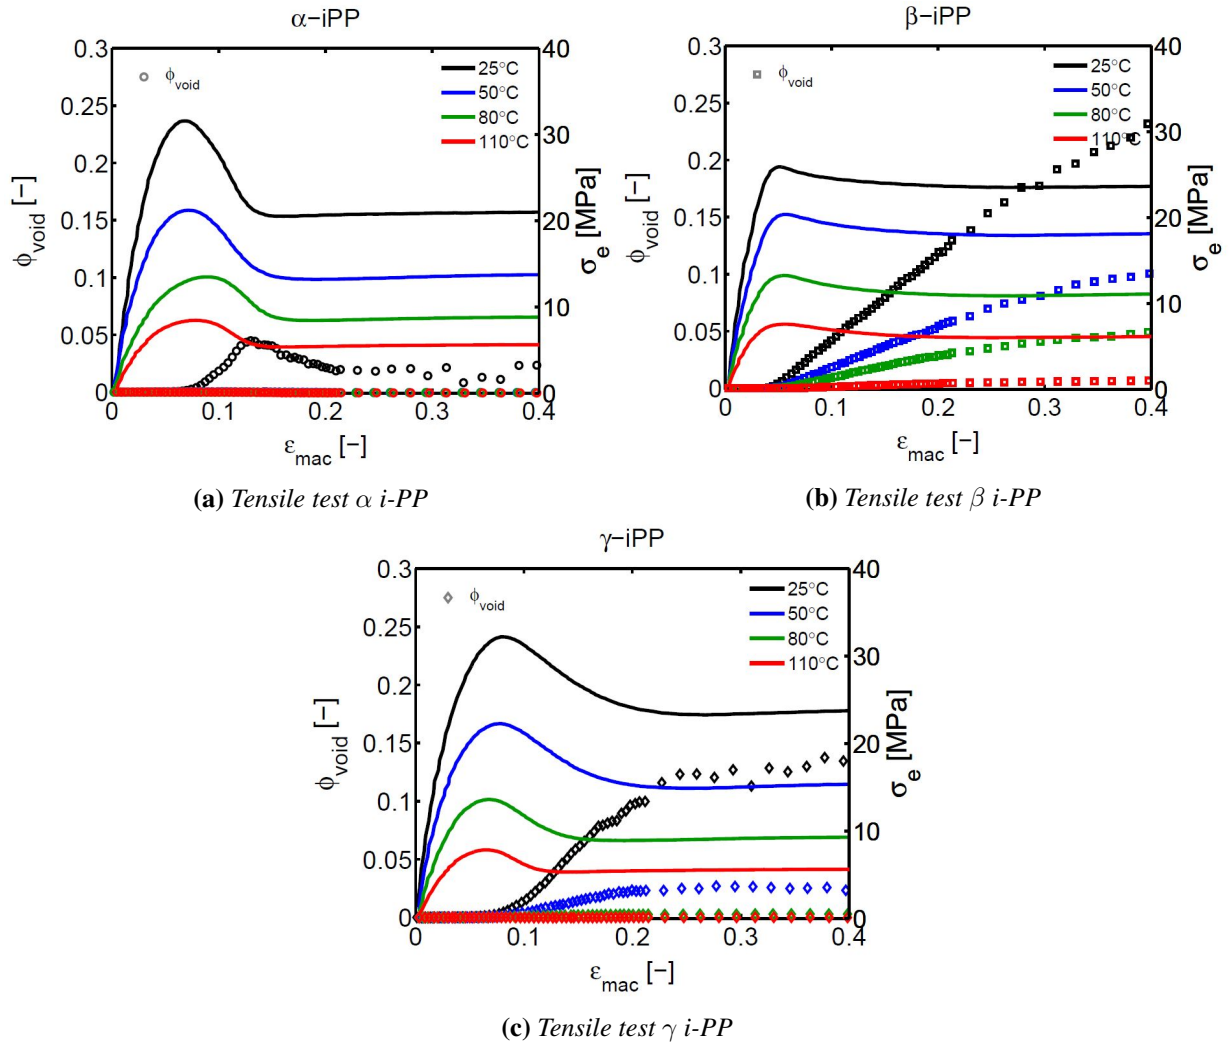 α−iPP
0.3
0.25
0.2
0.15
0.1
0.05
0
ϕvoid [−]
ϕvoid
25°C
50°C
80°C
110°C
40
30
20
10
0
σe [MPa]
0 0.1 0.2 0.3 0.4
εmac [−]
(a) Tensile test α i-PP
β−iPP
0.3
0.25
0.2
0.15
0.1
0.05
0
ϕvoid [−]
ϕvoid
25°C
50°C
80°C
110°C
40
30
20
10
0
σe [MPa]
0 0.1 0.2 0.3 0.4
εmac [−]
(b) Tensile test β i-PP
γ−iPP
0.3
0.25
0.2
0.15
0.1
0.05
0
ϕvoid [−]
ϕvoid
25°C
50°C
80°C
110°C
40
30
20
10
0
σe [MPa]
0 0.1 0.2 0.3 0.4
εmac [−]
(c) Tensile test γ i-PP